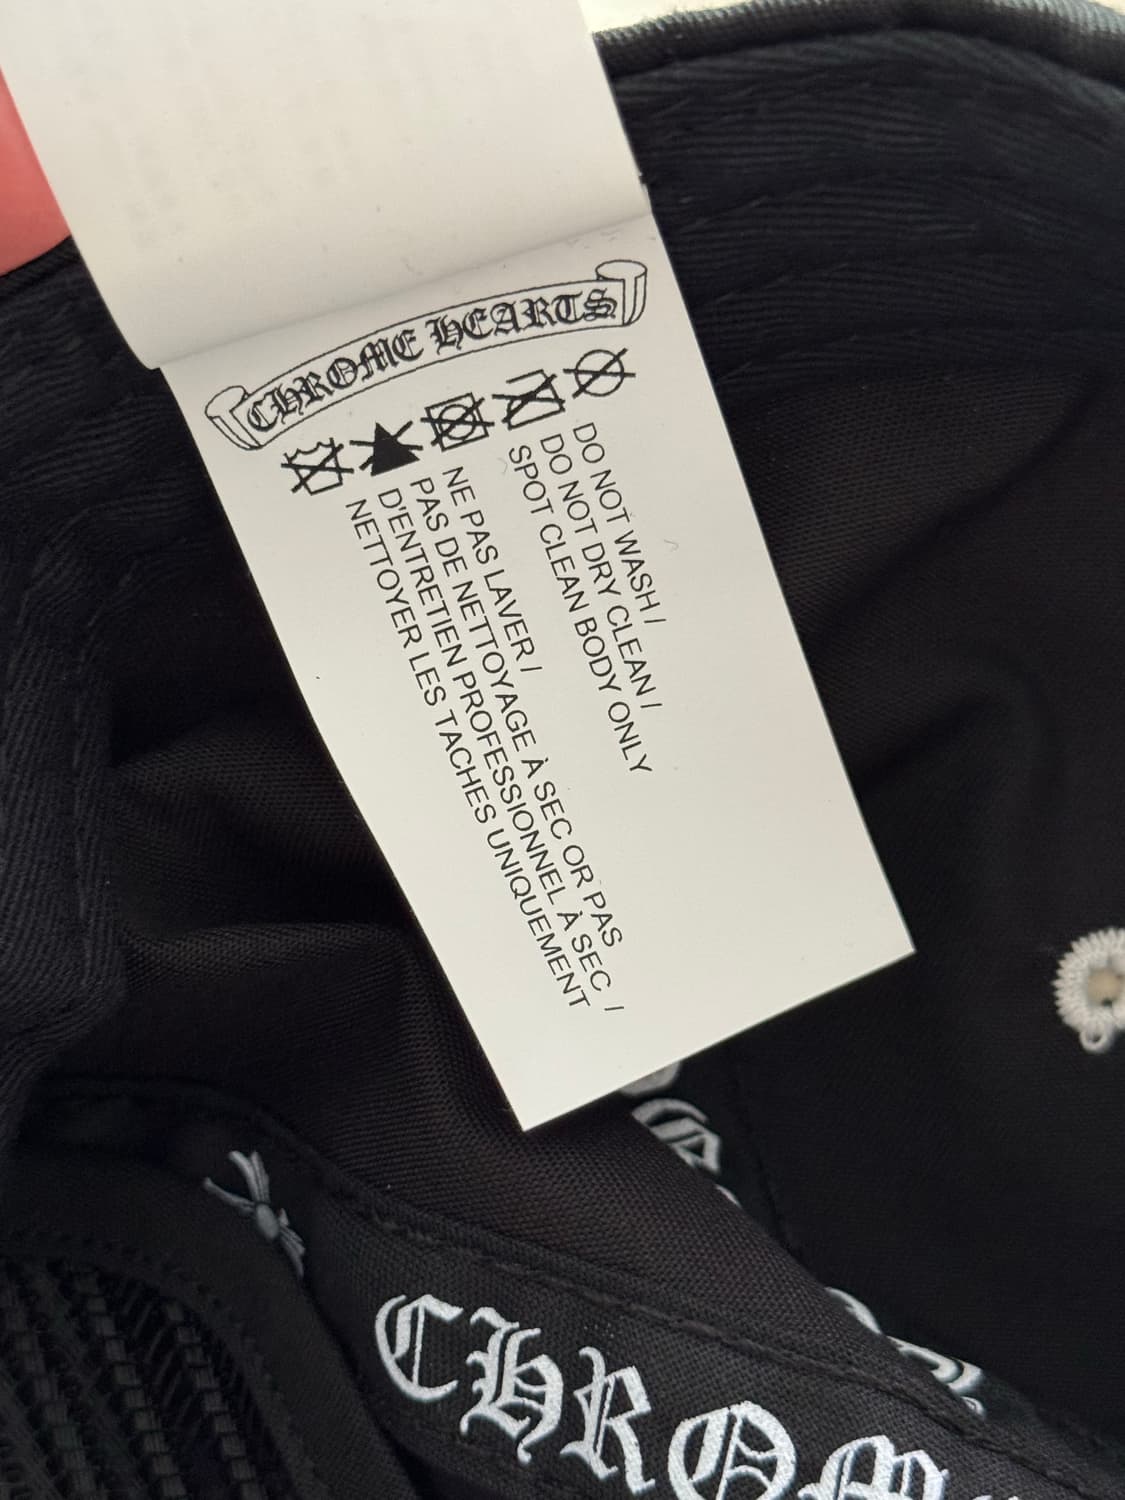 CHROME HEARTS
DO NOT WASH /
DO NOT DRY CLEAN /
SPOT CLEAN BODY ONLY
NE PAS LAVER /
PAS DE NETTOYAGE À SEC OR PAS
D'ENTRETIEN PROFESSIONNEL À SEC /
NETTOYER LES TACHES UNIQUEMENT
CHROM